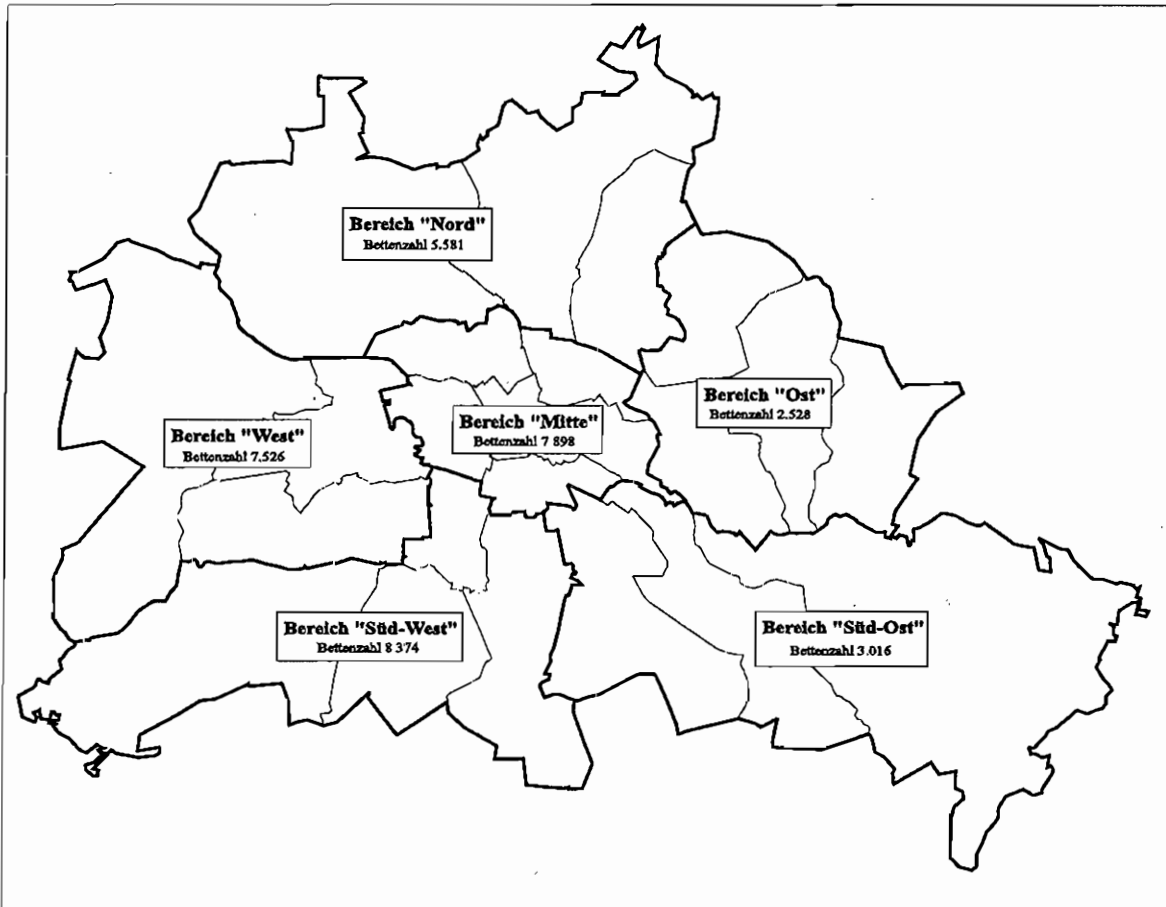 Bereich "Nord"
Bettenzahl 5.581
Bereich "Ost"
Bettenzahl 2.528
Bereich "Mitte"
Bettenzahl 7 898
Bereich "West"
Bettenzahl 7.526
Bereich "Süd-West"
Bettenzahl 8 374
Bereich "Süd-Ost"
Bettenzahl 3.016